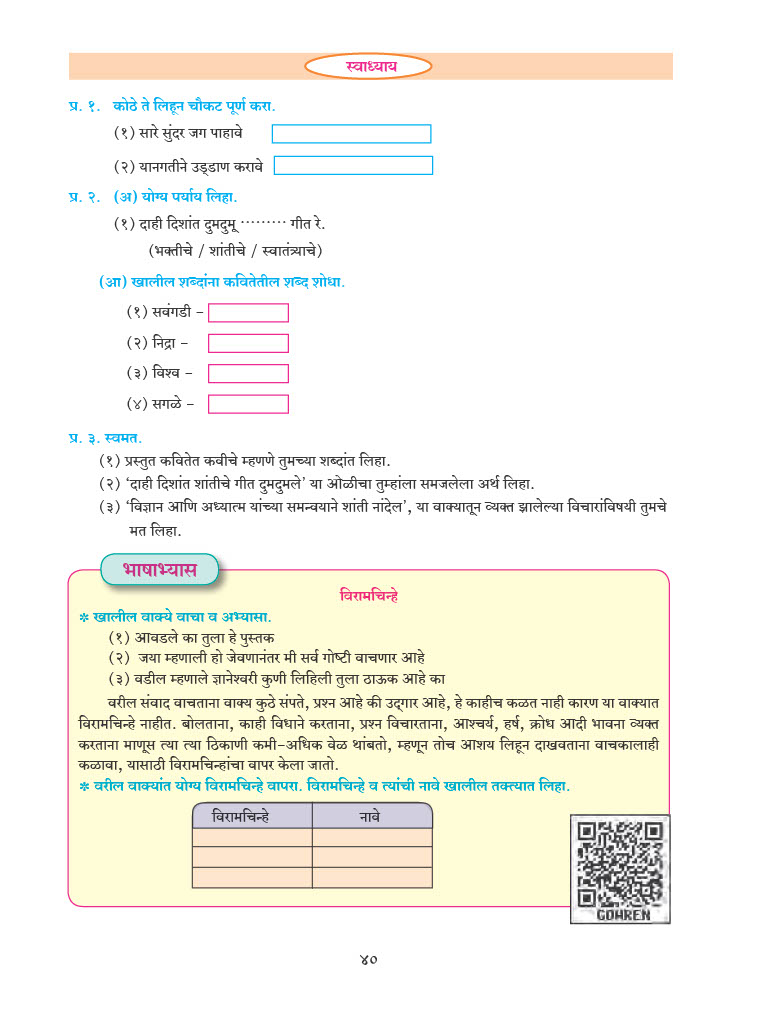 स्वाध्याय
प्र. १. कोठे ते लिहून चौकट पूर्ण करा.
(१) सारे सुंदर जग पाहावे
(२) यानगतीने उड्डाण करावे
प्र. २. (अ) योग्य पर्याय लिहा.
(१) दाही दिशांत दुमदुमू ......... गीत रे.
(भक्तीचे / शांतीचे / स्वातंत्र्याचे)
(आ) खालील शब्दांना कवितेतील शब्द शोधा.
(१) सवंगडी –
(२) निद्रा –
(३) विश्व –
(४) सगळे –
प्र. ३. स्वमत.
(१) प्रस्तुत कवितेत कवीचे म्हणणे तुमच्या शब्दांत लिहा.
(२) ‘दाही दिशांत शांतीचे गीत दुमदुमले’ या ओळीचा तुम्हांला समजलेला अर्थ लिहा.
(३) ‘विज्ञान आणि अध्यात्म यांच्या समन्वयाने शांती नांदेल’, या वाक्यातून व्यक्त झालेल्या विचारांविषयी तुमचे
मत लिहा.
भाषाभ्यास
विरामचिन्हे
* खालील वाक्ये वाचा व अभ्यासा.
(१) आवडले का तुला हे पुस्तक
(२) जया म्हणाली हो जेवणानंतर मी सर्व गोष्टी वाचणार आहे
(३) वडील म्हणाले ज्ञानेश्वरी कुणी लिहिली तुला ठाऊक आहे का
वरील संवाद वाचताना वाक्य कुठे संपते, प्रश्न आहे की उद्गार आहे, हे काहीच कळत नाही कारण या वाक्यात
विरामचिन्हे नाहीत. बोलताना, काही विधाने करताना, प्रश्न विचारताना, आश्चर्य, हर्ष, क्रोध आदी भावना व्यक्त
करताना माणूस त्या त्या ठिकाणी कमी-अधिक वेळ थांबतो, म्हणून तोच आशय लिहून दाखवताना वाचकालाही
कळावा, यासाठी विरामचिन्हांचा वापर केला जातो.
* वरील वाक्यांत योग्य विरामचिन्हे वापरा. विरामचिन्हे व त्यांची नावे खालील तक्त्यात लिहा.
विरामचिन्हे नावे
GOHREN
४०